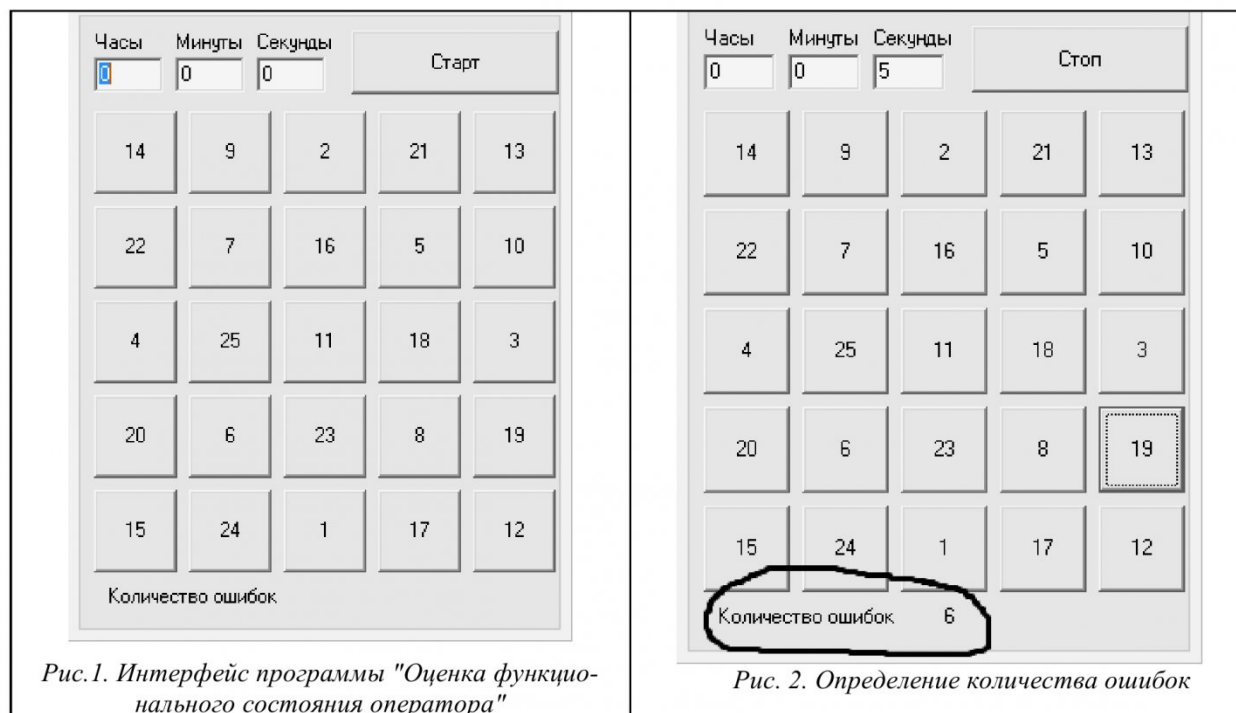 Часы Минуты Секунды
0 0 0 Старт
14 9 2 21 13
22 7 16 5 10
4 25 11 18 3
20 6 23 8 19
15 24 1 17 12
Количество ошибок
Рис.1. Интерфейс программы "Оценка функцио-
нального состояния оператора"
Часы Минуты Секунды
0 0 5 Стоп
14 9 2 21 13
22 7 16 5 10
4 25 11 18 3
20 6 23 8 19
15 24 1 17 12
Количество ошибок 6
Рис. 2. Определение количества ошибок